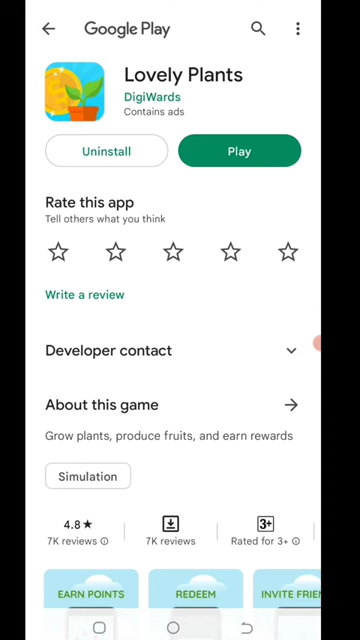 Google Play
Lovely Plants
DigiWards
Contains ads
Uninstall
Play
Rate this app
Tell others what you think
Write a review
Developer contact
About this game
Grow plants, produce fruits, and earn rewards
Simulation
4.8★
7K reviews
7K reviews
3+
Rated for 3+
EARN POINTS
REDEEM
INVITE FRIEN